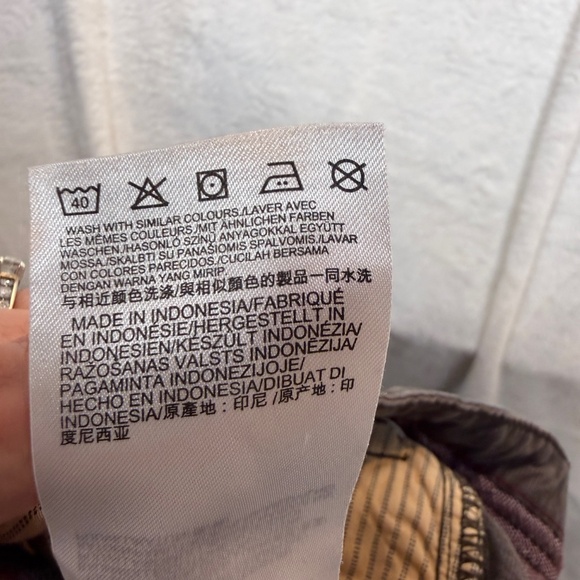 40
WASH WITH SIMILAR COLOURS./LAVER AVEC
LES MÊMES COULEURS./MIT ÄHNLICHEN FARBEN
WASCHEN./HASONLÓ SZINŰ ANYAGOKKAL EGYÜTT
MOSSA./SKALBTI SU PANAŠIOMIS SPALVOMIS./LAVAR
CON COLORES PAREOIDOS./CUCILAH BERSAMA
DENGAN WARNA YANG MIRIP.
与相近颜色洗涤/與相似顏色的製品一同水洗
MADE IN INDONESIA/FABRIQUÉ
EN INDONESIE/HERGESTELLT IN
INDONESIEN/KÉSZÜLT INDONÉZIA/
RAŽOSANAS VALSTS INDONĒZIJA/
PAGAMINTA INDONEZIJOJE/
HECHO EN INDONESIA/DIBUAT DI
INDONESIA/原產地：印尼 /原产地：印
度尼西亚